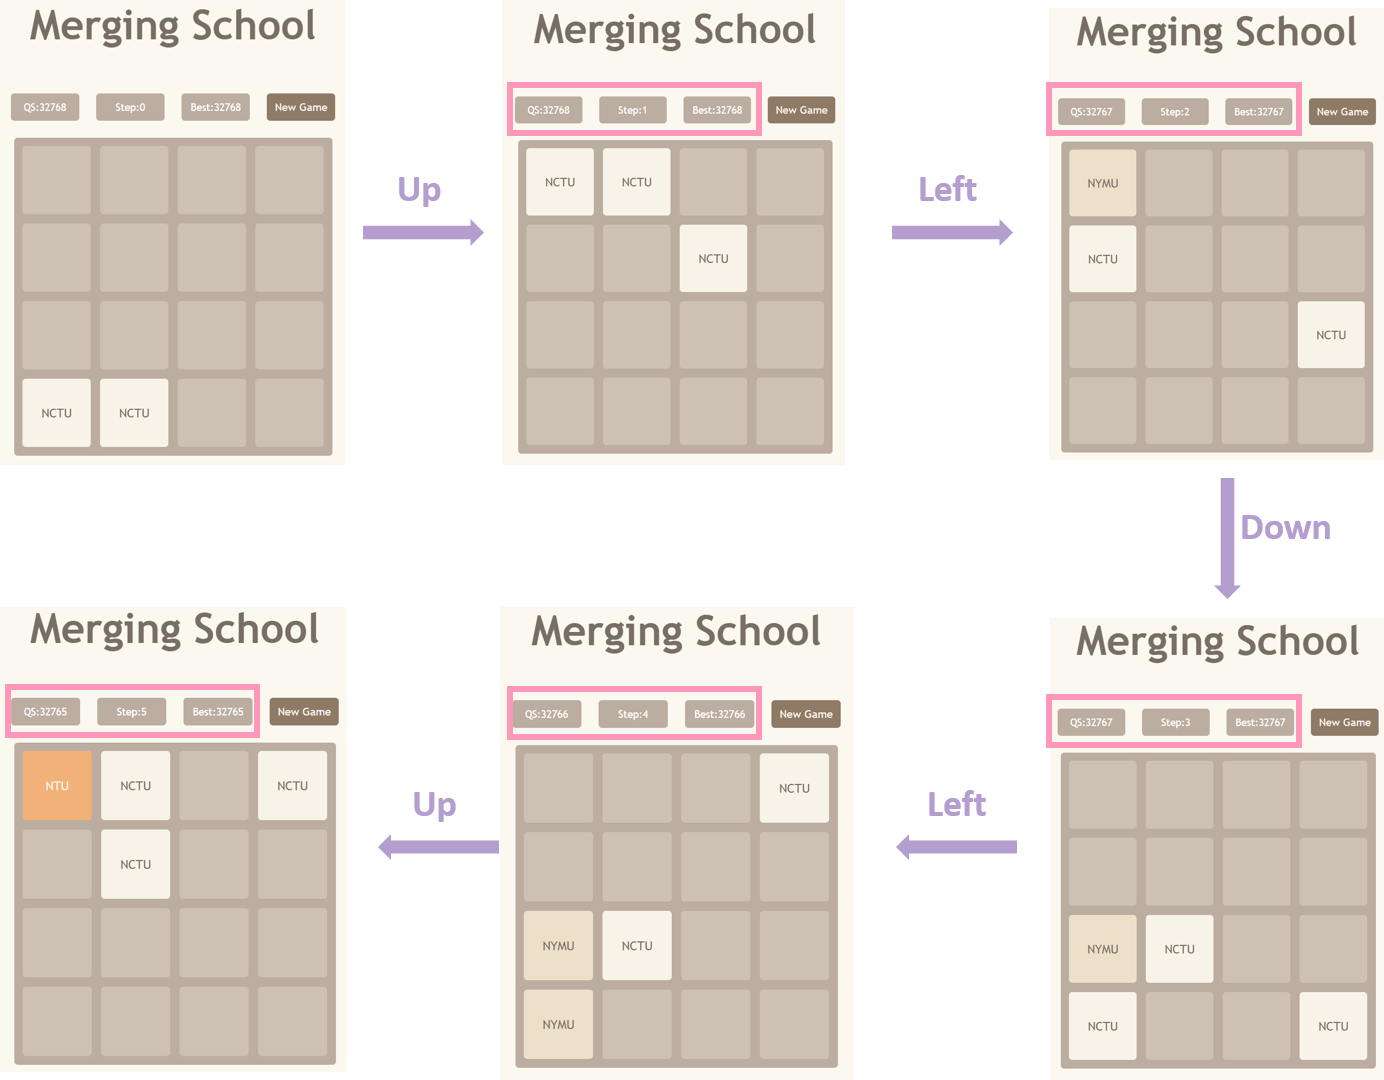 Merging School
QS:32768 Step:0 Best:32768 New Game
NCTU NCTU
Up
Merging School
QS:32768 Step:1 Best:32768 New Game
NCTU NCTU
NCTU
Left
Merging School
QS:32767 Step:2 Best:32767 New Game
NYMU
NCTU
NCTU
Down
Merging School
QS:32767 Step:3 Best:32767 New Game
NYMU NCTU
NCTU NCTU
Left
Merging School
QS:32766 Step:4 Best:32766 New Game
NCTU
NYMU NCTU
NYMU
Up
Merging School
QS:32765 Step:5 Best:32765 New Game
NTU NCTU NCTU
NCTU